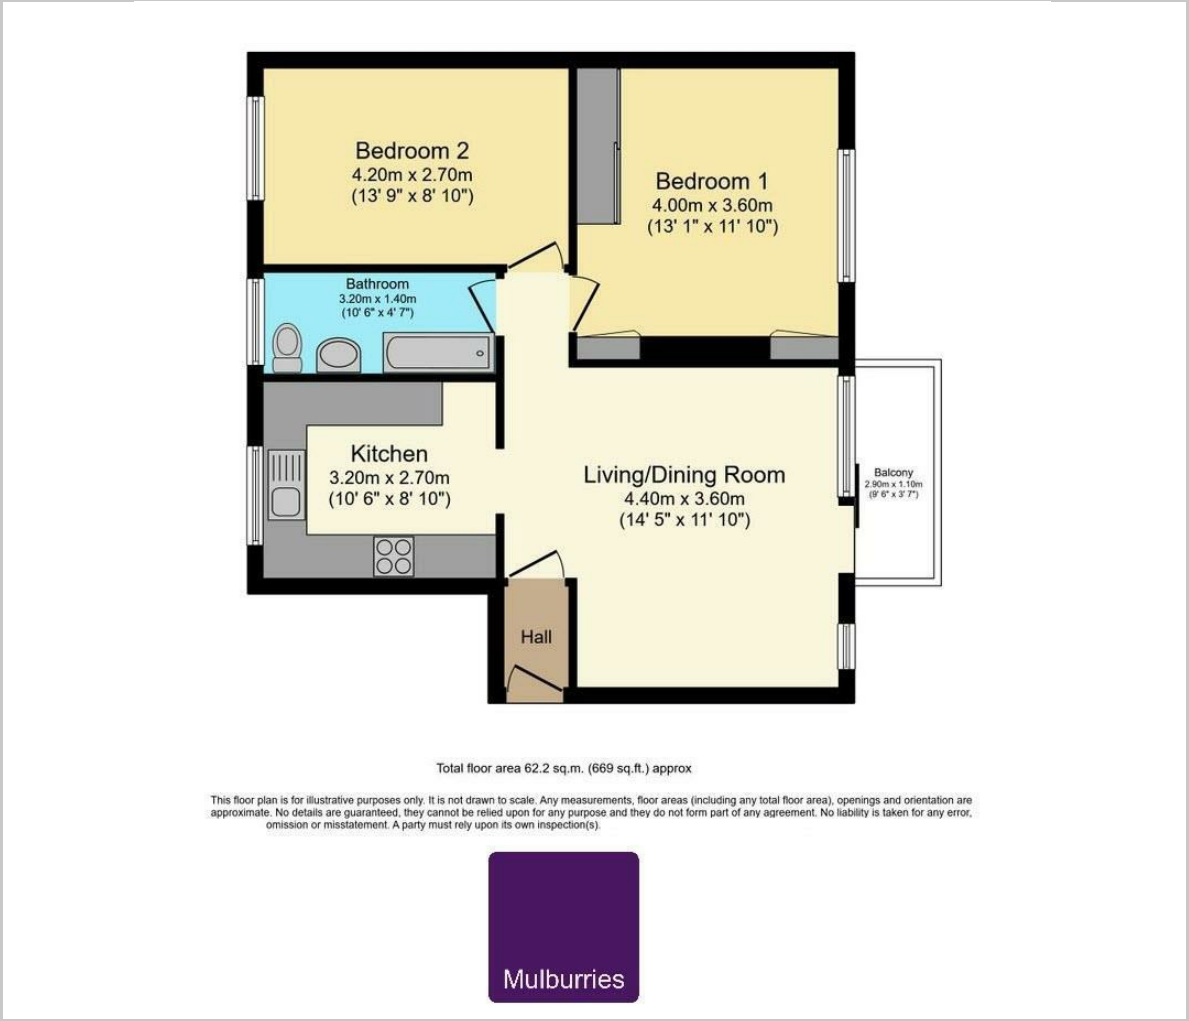 Bedroom 2
4.20m x 2.70m
(13' 9" x 8' 10")
Bedroom 1
4.00m x 3.60m
(13' 1" x 11' 10")
Bathroom
3.20m x 1.40m
(10' 6" x 4' 7")
Kitchen
3.20m x 2.70m
(10' 6" x 8' 10")
Living/Dining Room
4.40m x 3.60m
(14' 5" x 11' 10")
Balcony
2.90m x 1.10m
(9' 6" x 3' 7")
Hall
Total floor area 62.2 sq.m. (669 sq.ft.) approx
This floor plan is for illustrative purposes only. It is not drawn to scale. Any measurements, floor areas (including any total floor area), openings and orientation are
approximate. No details are guaranteed, they cannot be relied upon for any purpose and they do not form part of any agreement. No liability is taken for any error,
omission or misstatement. A party must rely upon its own inspection(s).
Mulburries